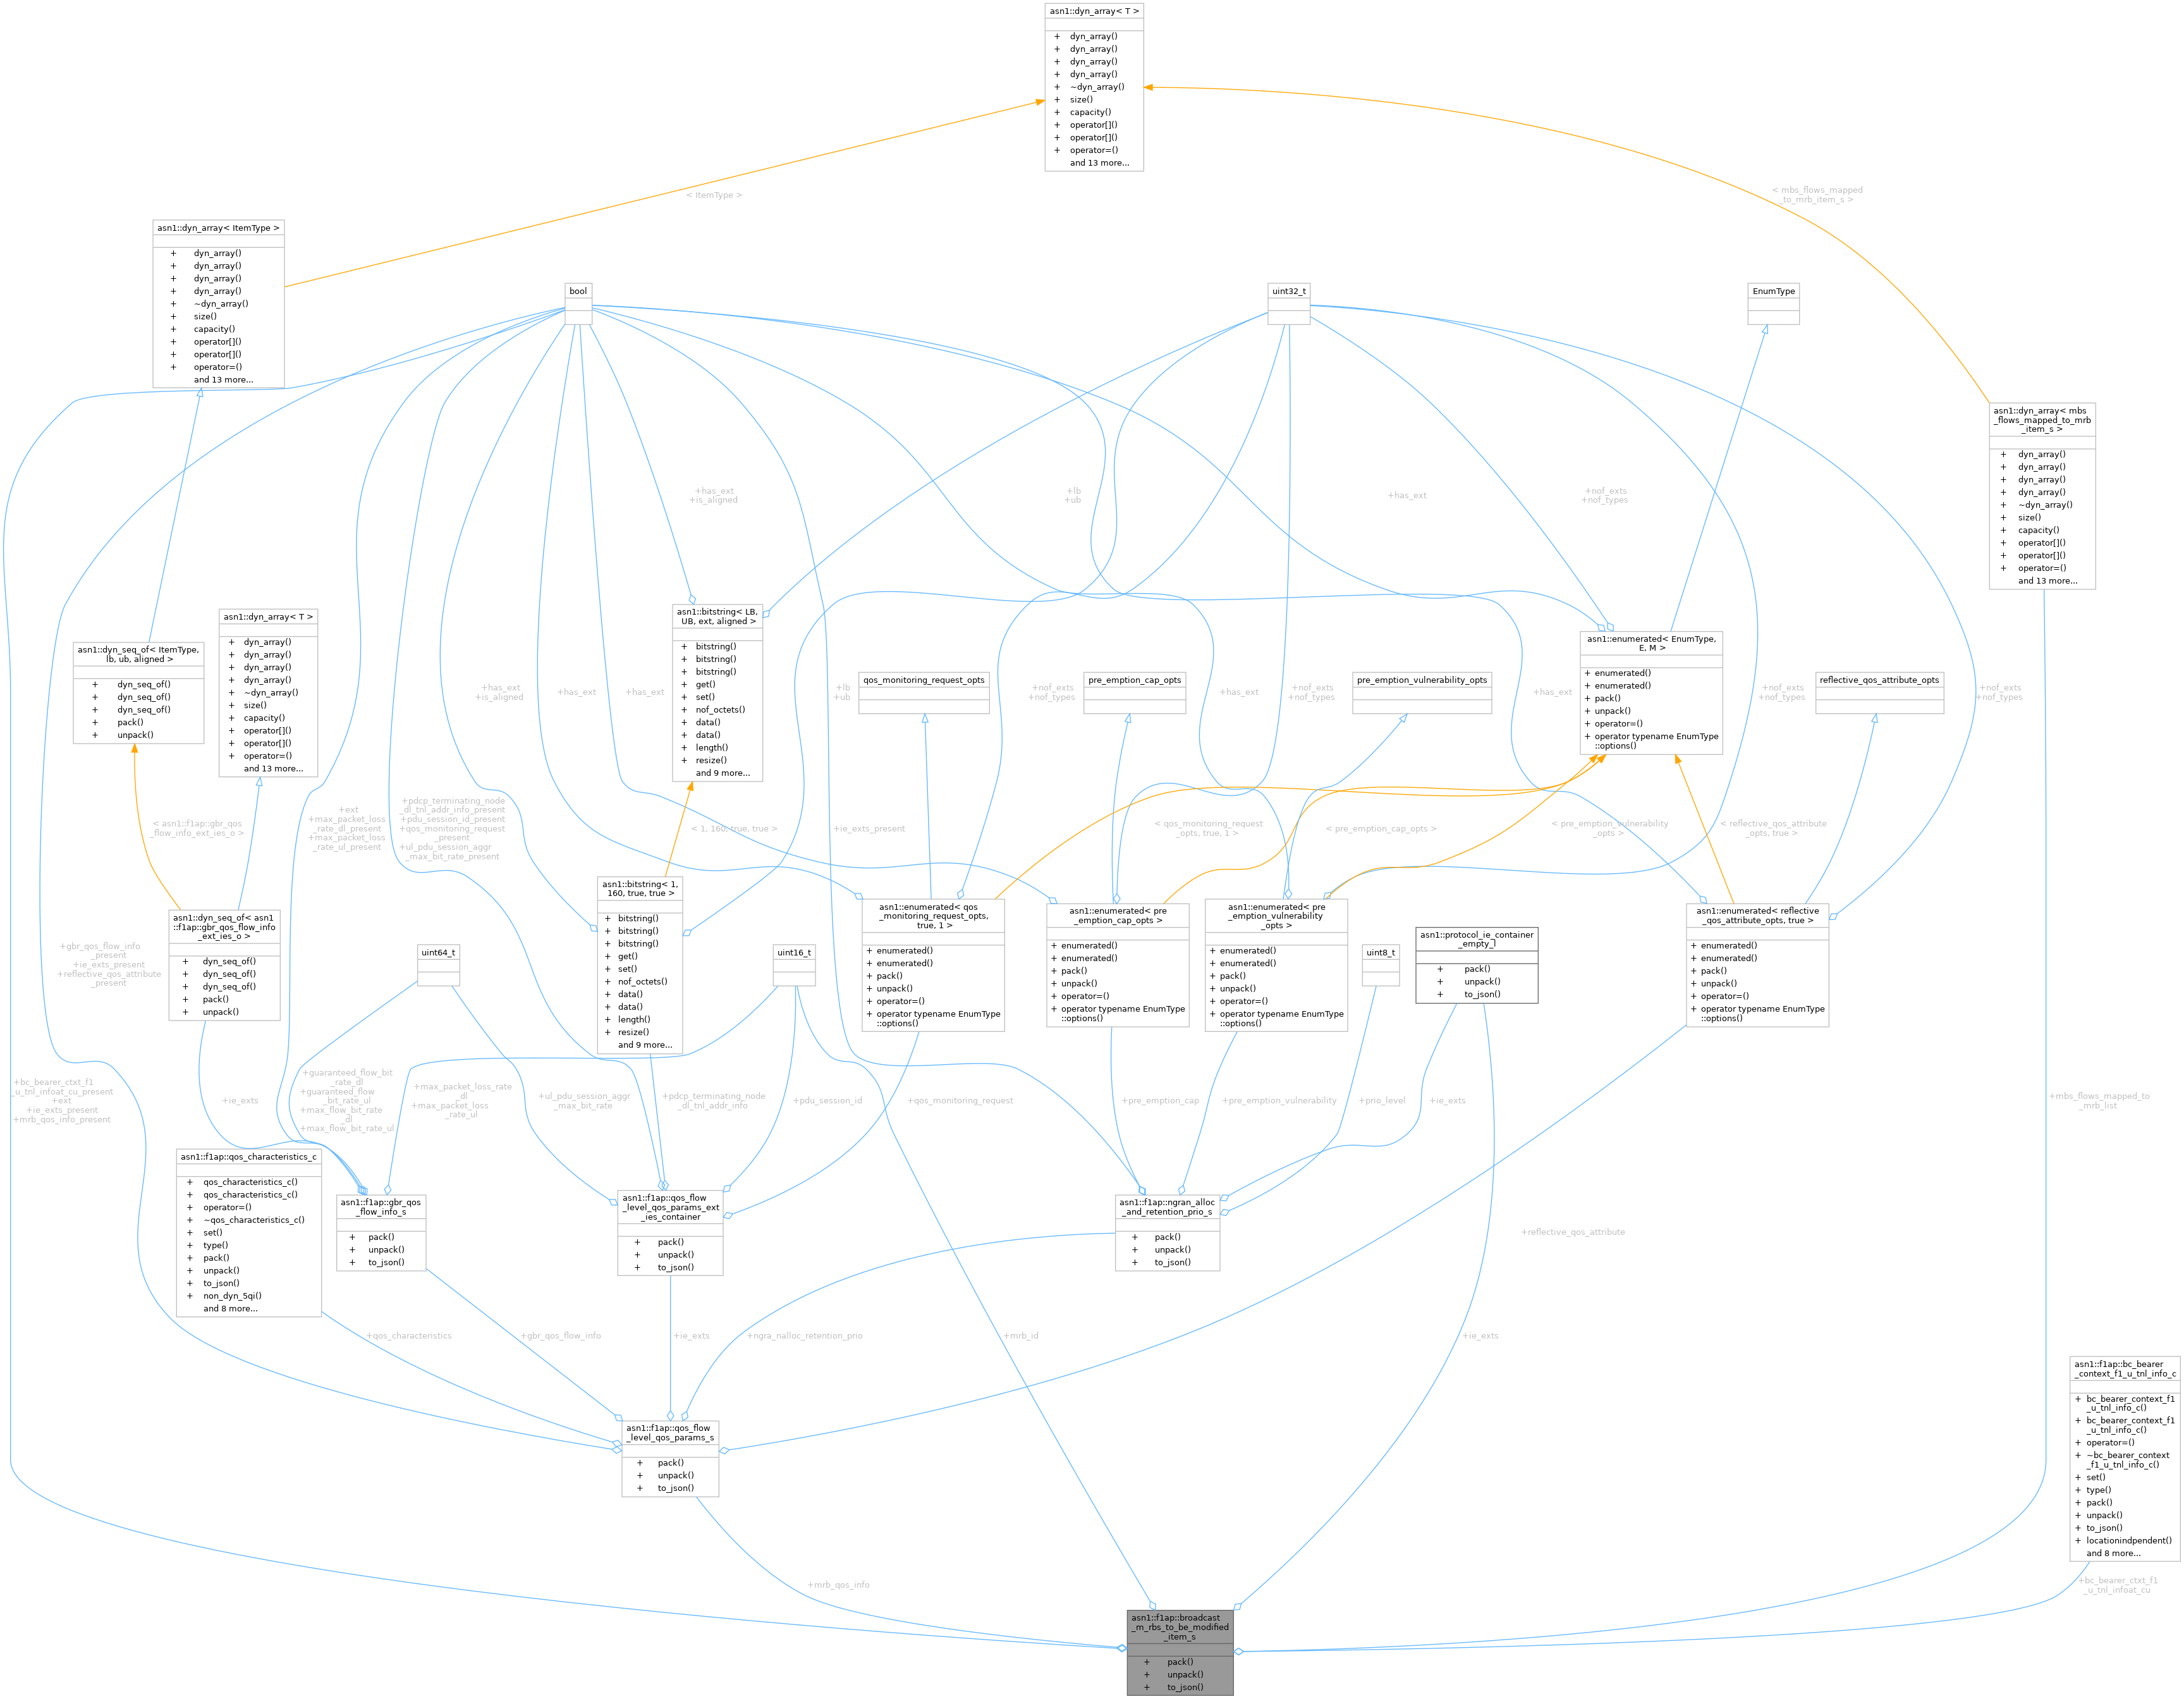 asn1::dyn_array< T >
+ dyn_array()
+ dyn_array()
+ dyn_array()
+ dyn_array()
+ ~dyn_array()
+ size()
+ capacity()
+ operator[]()
+ operator[]()
+ operator=()
and 13 more...
< ItemType >
< mbs_flows_mapped
_to_mrb_item_s >
asn1::dyn_array< ItemType >
+ dyn_array()
+ dyn_array()
+ dyn_array()
+ dyn_array()
+ ~dyn_array()
+ size()
+ capacity()
+ operator[]()
+ operator[]()
+ operator=()
and 13 more...
bool
uint32_t
EnumType
asn1::dyn_array< mbs
_flows_mapped_to_mrb
_item_s >
+ dyn_array()
+ dyn_array()
+ dyn_array()
+ dyn_array()
+ ~dyn_array()
+ size()
+ capacity()
+ operator[]()
+ operator[]()
+ operator=()
and 13 more...
+has_ext
+is_aligned
+lb
+ub
+has_ext
+nof_exts
+nof_types
asn1::bitstring< LB,
UB, ext, aligned >
+ bitstring()
+ bitstring()
+ bitstring()
+ get()
+ set()
+ nof_octets()
+ data()
+ data()
+ length()
+ resize()
and 9 more...
asn1::dyn_array< T >
+ dyn_array()
+ dyn_array()
+ dyn_array()
+ dyn_array()
+ ~dyn_array()
+ size()
+ capacity()
+ operator[]()
+ operator[]()
+ operator=()
and 13 more...
asn1::dyn_seq_of< ItemType,
lb, ub, aligned >
+ dyn_seq_of()
+ dyn_seq_of()
+ dyn_seq_of()
+ pack()
+ unpack()
asn1::enumerated< EnumType,
E, M >
+ enumerated()
+ enumerated()
+ pack()
+ unpack()
+ operator=()
+ operator typename EnumType
::options()
qos_monitoring_request_opts
pre_emption_cap_opts
pre_emption_vulnerability_opts
reflective_qos_attribute_opts
+has_ext
+is_aligned
+has_ext
+has_ext
+lb
+ub
+nof_exts
+nof_types
+has_ext
+nof_exts
+nof_types
+has_ext
+nof_exts
+nof_types
+nof_exts
+nof_types
< asn1::f1ap::gbr_qos
_flow_info_ext_ies_o >
+ext
+max_packet_loss
_rate_dl_present
+max_packet_loss
_rate_ul_present
+pdcp_terminating_node
_dl_tnl_addr_info_present
+pdu_session_id_present
+qos_monitoring_request
_present
+ul_pdu_session_aggr
_max_bit_rate_present
< 1, 160, true, true >
+ie_exts_present
< qos_monitoring_request
_opts, true, 1 >
< pre_emption_cap_opts >
< pre_emption_vulnerability
_opts >
< reflective_qos_attribute
_opts, true >
asn1::dyn_seq_of< asn1
::f1ap::gbr_qos_flow_info
_ext_ies_o >
+ dyn_seq_of()
+ dyn_seq_of()
+ dyn_seq_of()
+ pack()
+ unpack()
uint64_t
asn1::bitstring< 1,
160, true, true >
+ bitstring()
+ bitstring()
+ bitstring()
+ get()
+ set()
+ nof_octets()
+ data()
+ data()
+ length()
+ resize()
and 9 more...
uint16_t
asn1::enumerated< qos
_monitoring_request_opts,
true, 1 >
+ enumerated()
+ enumerated()
+ pack()
+ unpack()
+ operator=()
+ operator typename EnumType
::options()
asn1::enumerated< pre
_emption_cap_opts >
+ enumerated()
+ enumerated()
+ pack()
+ unpack()
+ operator=()
+ operator typename EnumType
::options()
asn1::enumerated< pre
_emption_vulnerability
_opts >
+ enumerated()
+ enumerated()
+ pack()
+ unpack()
+ operator=()
+ operator typename EnumType
::options()
uint8_t
asn1::protocol_ie_container
_empty_l
+ pack()
+ unpack()
+ to_json()
asn1::enumerated< reflective
_qos_attribute_opts, true >
+ enumerated()
+ enumerated()
+ pack()
+ unpack()
+ operator=()
+ operator typename EnumType
::options()
+gbr_qos_flow_info
_present
+ie_exts_present
+reflective_qos_attribute
_present
+bc_bearer_ctxt_f1
_u_tnl_infoat_cu_present
+ext
+ie_exts_present
+mrb_qos_info_present
+ie_exts
+guaranteed_flow_bit
_rate_dl
+guaranteed_flow
_bit_rate_ul
+max_flow_bit_rate
_dl
+max_flow_bit_rate_ul
+max_packet_loss_rate
_dl
+max_packet_loss
_rate_ul
+ul_pdu_session_aggr
_max_bit_rate
+pdcp_terminating_node
_dl_tnl_addr_info
+pdu_session_id
+qos_monitoring_request
+pre_emption_cap
+pre_emption_vulnerability
+prio_level
+ie_exts
+mbs_flows_mapped_to
_mrb_list
asn1::f1ap::qos_characteristics_c
+ qos_characteristics_c()
+ qos_characteristics_c()
+ operator=()
+ ~qos_characteristics_c()
+ set()
+ type()
+ pack()
+ unpack()
+ to_json()
+ non_dyn_5qi()
and 8 more...
asn1::f1ap::gbr_qos
_flow_info_s
+ pack()
+ unpack()
+ to_json()
asn1::f1ap::qos_flow
_level_qos_params_ext
_ies_container
+ pack()
+ unpack()
+ to_json()
asn1::f1ap::ngran_alloc
_and_retention_prio_s
+ pack()
+ unpack()
+ to_json()
+reflective_qos_attribute
+qos_characteristics
+gbr_qos_flow_info
+ie_exts
+ngra_nalloc_retention_prio
+mrb_id
+ie_exts
asn1::f1ap::bc_bearer
_context_f1_u_tnl_info_c
+ bc_bearer_context_f1
_u_tnl_info_c()
+ bc_bearer_context_f1
_u_tnl_info_c()
+ operator=()
+ ~bc_bearer_context
_f1_u_tnl_info_c()
+ set()
+ type()
+ pack()
+ unpack()
+ to_json()
+ locationindpendent()
and 8 more...
asn1::f1ap::qos_flow
_level_qos_params_s
+ pack()
+ unpack()
+ to_json()
+mrb_qos_info
+bc_bearer_ctxt_f1
_u_tnl_infoat_cu
asn1::f1ap::broadcast
_m_rbs_to_be_modified
_item_s
+ pack()
+ unpack()
+ to_json()